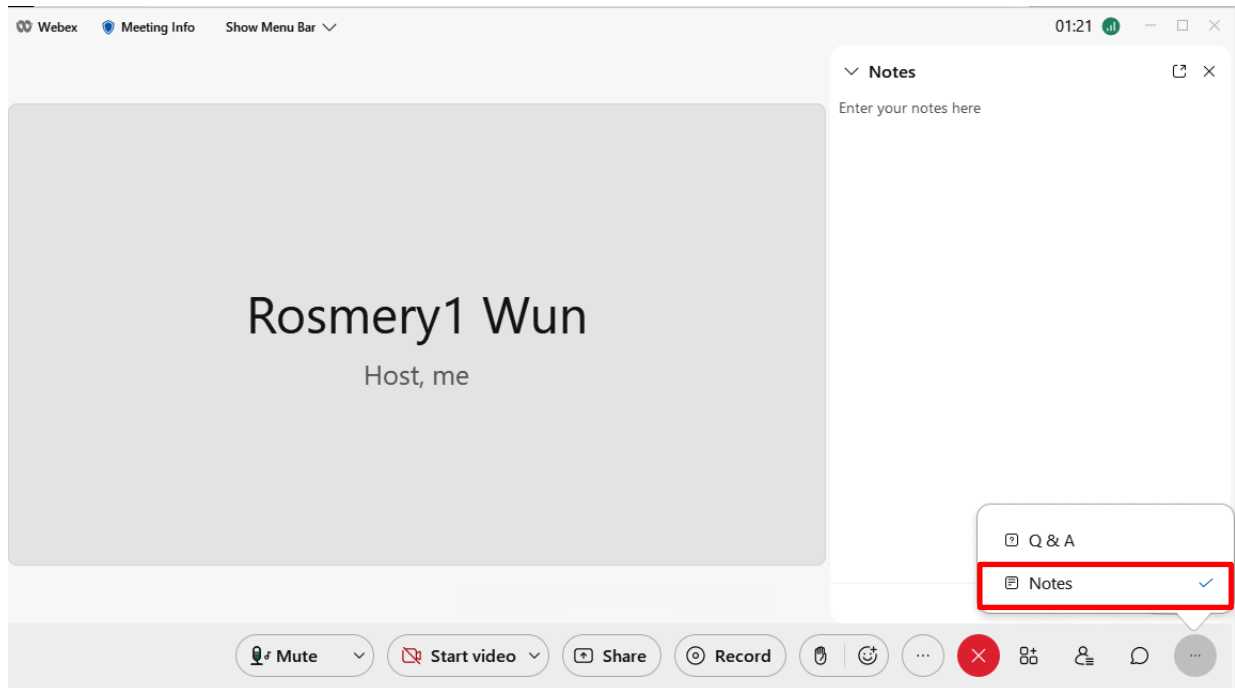 Webex Meeting Info Show Menu Bar 01:21
Notes
Enter your notes here
Rosmery1 Wun
Host, me
Q & A
Notes
Mute Start video Share Record